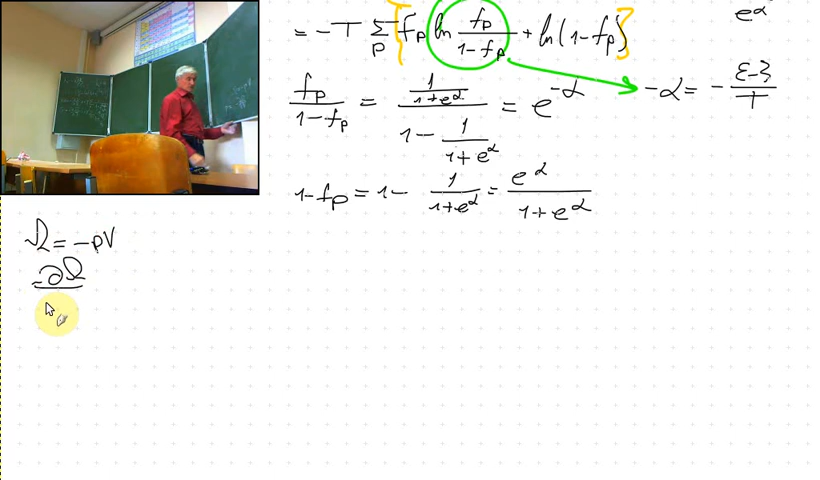 e^α
= -T ∑_p { f_p ln f_p/(1-f_p) + ln(1-f_p) }
f_p/(1-f_p) = (1/(1+e^α))/(1 - 1/(1+e^α)) = e^{-α} -α = - (ε-ζ)/T
1-f_p = 1- 1/(1+e^α) = e^α/(1+e^α)
Ω = -pV
-∂Ω